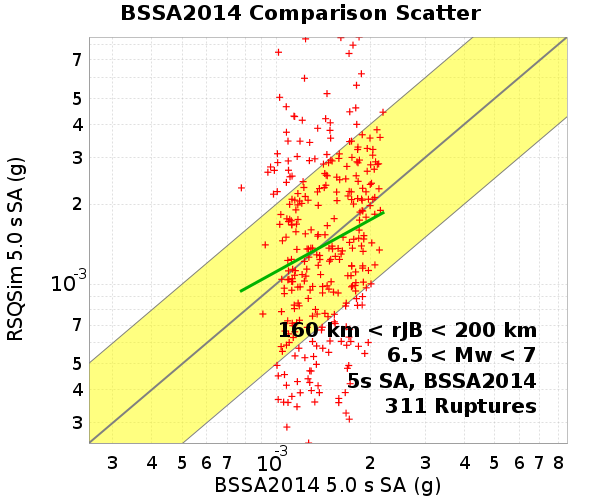 BSSA2014 Comparison Scatter
RSQSim 5.0 s SA (g)
7
5
4
3
2
10-3
7
5
4
3
160 km < rJB < 200 km
6.5 < Mw < 7
5s SA, BSSA2014
311 Ruptures
3 4 5 6 7 10-3 2 3 4 5 6 7 8
BSSA2014 5.0 s SA (g)